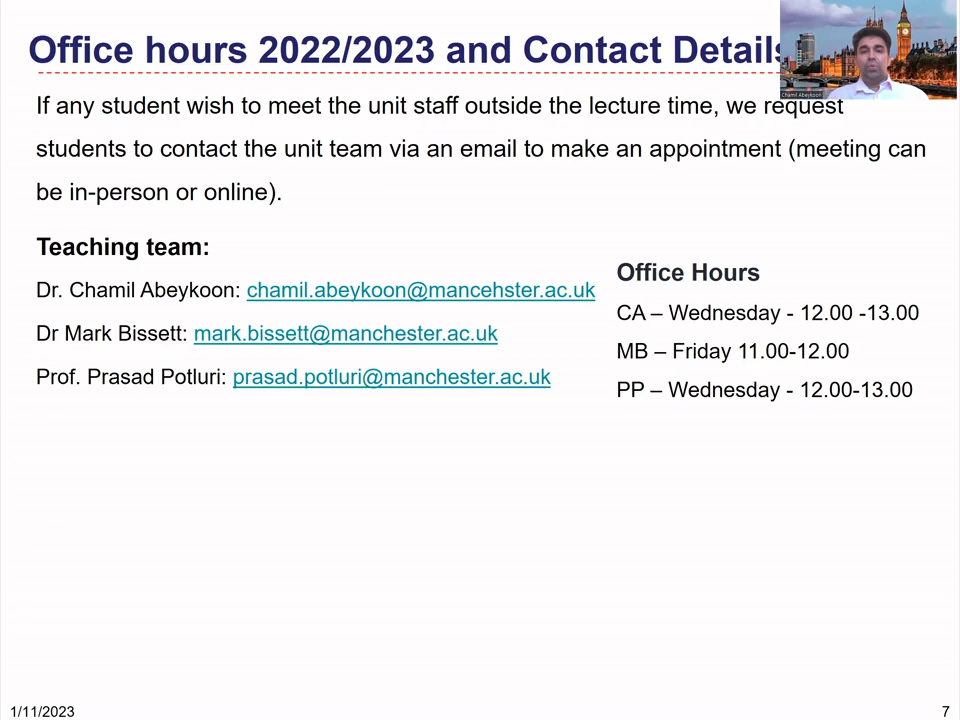 Office hours 2022/2023 and Contact Details
Chamil Abeykoon
If any student wish to meet the unit staff outside the lecture time, we request
students to contact the unit team via an email to make an appointment (meeting can
be in-person or online).
Teaching team:
Dr. Chamil Abeykoon: chamil.abeykoon@mancehster.ac.uk
Dr Mark Bissett: mark.bissett@manchester.ac.uk
Prof. Prasad Potluri: prasad.potluri@manchester.ac.uk
Office Hours
CA – Wednesday - 12.00 -13.00
MB – Friday 11.00-12.00
PP – Wednesday - 12.00-13.00
1/11/2023
7